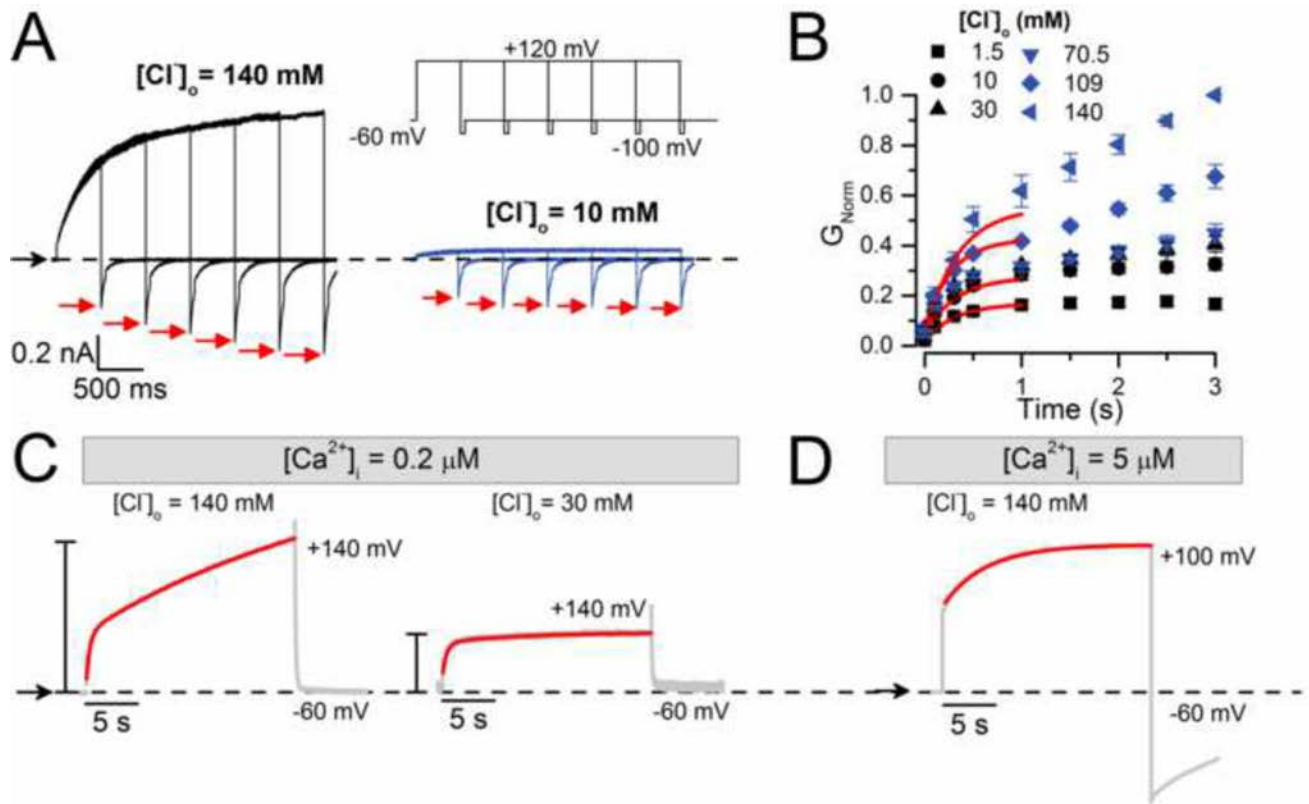 A
[Cl⁻]ₒ = 140 mM
+120 mV
-60 mV
-100 mV
[Cl⁻]ₒ = 10 mM
0.2 nA
500 ms
B
[Cl⁻]ₒ (mM)
1.5 70.5
10 109
30 140
G_Norm
1.0
0.8
0.6
0.4
0.2
0.0
0 1 2 3
Time (s)
C
[Ca²⁺]ᵢ = 0.2 µM
[Cl⁻]ₒ = 140 mM
+140 mV
5 s
-60 mV
[Cl⁻]ₒ = 30 mM
+140 mV
5 s
-60 mV
D
[Ca²⁺]ᵢ = 5 µM
[Cl⁻]ₒ = 140 mM
+100 mV
5 s
-60 mV